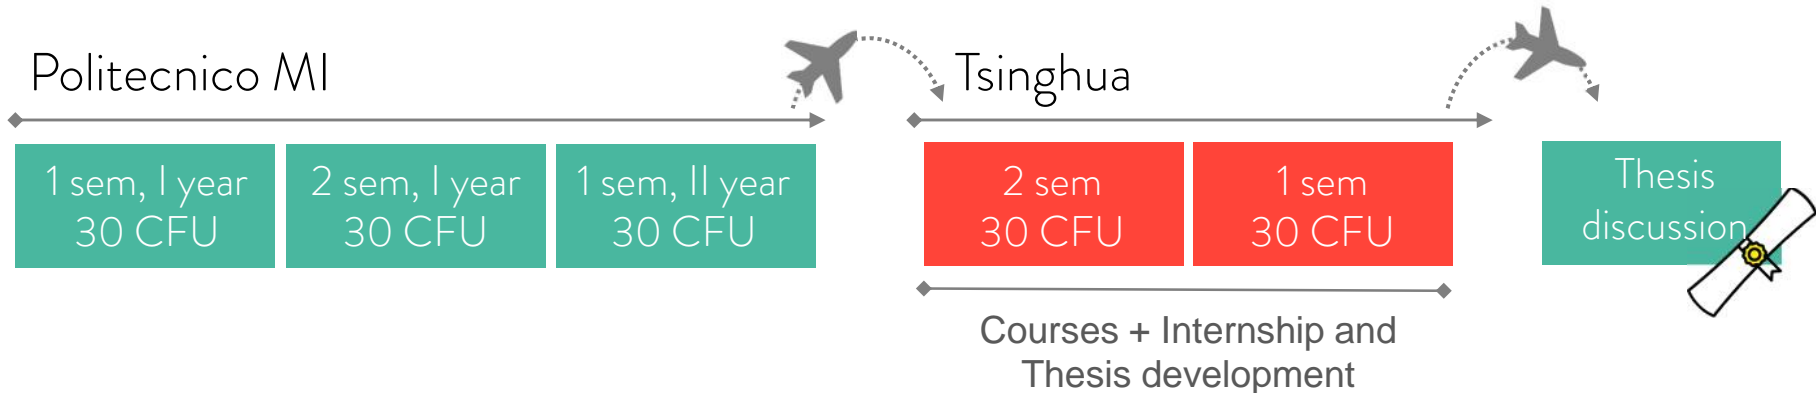 Politecnico MI
Tsinghua
1 sem, I year
30 CFU
2 sem, I year
30 CFU
1 sem, II year
30 CFU
2 sem
30 CFU
1 sem
30 CFU
Thesis
discussion
Courses + Internship and
Thesis development